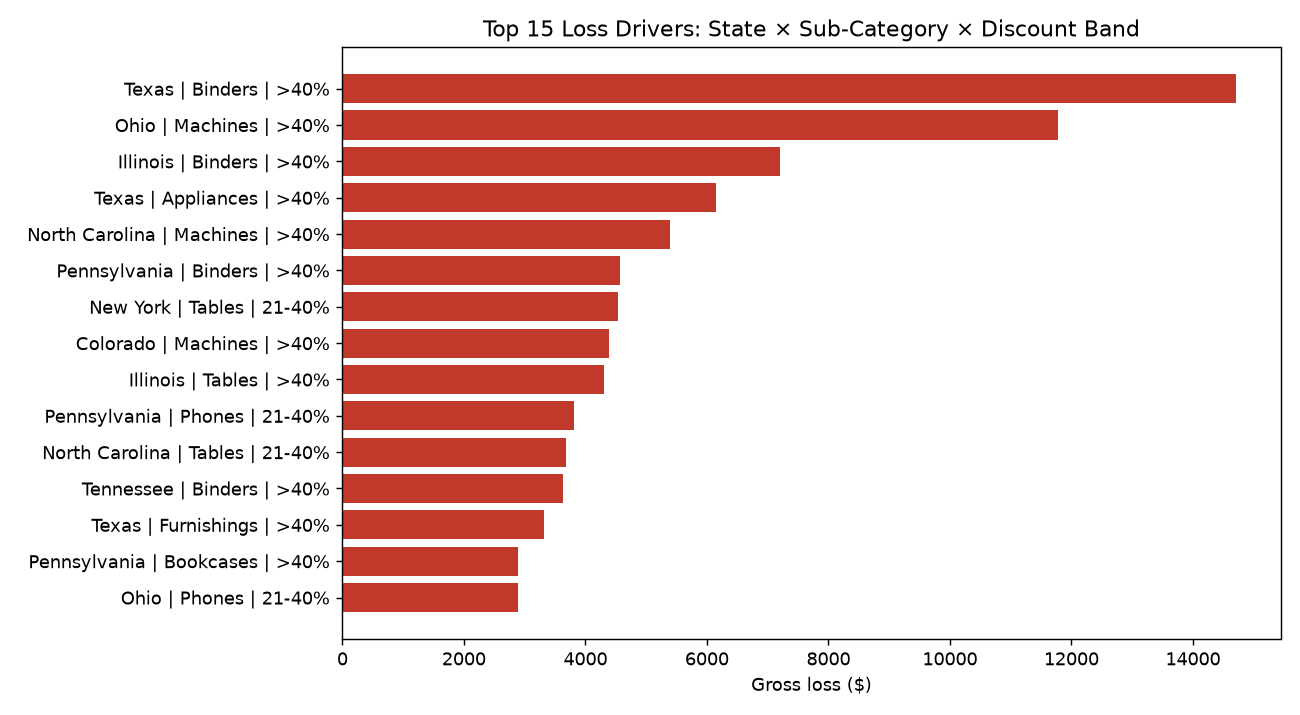 Top 15 Loss Drivers: State × Sub-Category × Discount Band
Texas | Binders | >40%
Ohio | Machines | >40%
Illinois | Binders | >40%
Texas | Appliances | >40%
North Carolina | Machines | >40%
Pennsylvania | Binders | >40%
New York | Tables | 21-40%
Colorado | Machines | >40%
Illinois | Tables | >40%
Pennsylvania | Phones | 21-40%
North Carolina | Tables | 21-40%
Tennessee | Binders | >40%
Texas | Furnishings | >40%
Pennsylvania | Bookcases | >40%
Ohio | Phones | 21-40%
0 2000 4000 6000 8000 10000 12000 14000
Gross loss ($)